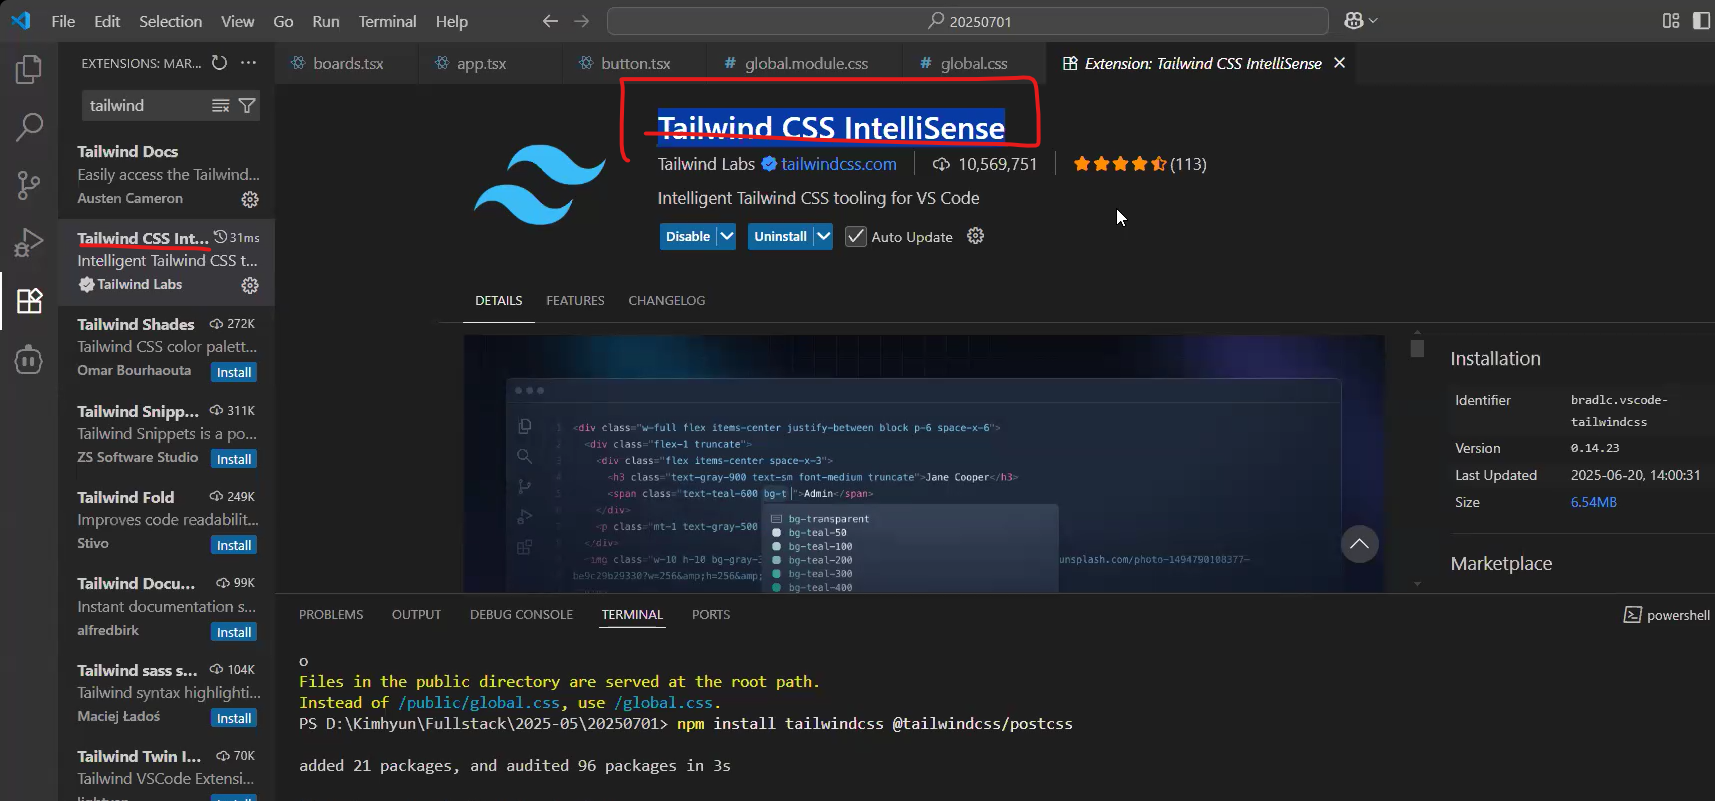 File Edit Selection View Go Run Terminal Help
20250701
EXTENSIONS: MAR...
boards.tsx
app.tsx
button.tsx
# global.module.css
# global.css
Extension: Tailwind CSS IntelliSense
tailwind
Tailwind Docs
Easily access the Tailwind...
Austen Cameron
Tailwind CSS Int... 31ms
Intelligent Tailwind CSS t...
Tailwind Labs
Tailwind Shades 272K
Tailwind CSS color palett...
Omar Bourhaouta Install
Tailwind Snipp... 311K
Tailwind Snippets is a po...
ZS Software Studio Install
Tailwind Fold 249K
Improves code readabilit...
Stivo Install
Tailwind Docu... 99K
Instant documentation s...
alfredbirk Install
Tailwind sass s... 104K
Tailwind syntax highlighti...
Maciej Ładoś Install
Tailwind Twin I... 70K
Tailwind VSCode Extensi...
Tailwind CSS IntelliSense
Tailwind Labs tailwindcss.com 10,569,751 (113)
Intelligent Tailwind CSS tooling for VS Code
Disable Uninstall Auto Update
DETAILS FEATURES CHANGELOG
1 <div class="w-full flex items-center justify-between block p-6 space-x-6">
<div class="flex-1 truncate">
<div class="flex items-center space-x-3">
<h3 class="text-gray-900 text-sm font-medium truncate">Jane Cooper</h3>
<span class="text-teal-600 bg-t ">Admin</span>
</div>
<p class="mt-1 text-gray-500
</div>
<img class="w-10 h-10 bg-gray-3 unsplash.com/photo-1494790108377-
be9c29b29330?w=256&amp;h=256&amp;
bg-transparent
bg-teal-50
bg-teal-100
bg-teal-200
bg-teal-300
bg-teal-400
Installation
Identifier bradlc.vscode-
tailwindcss
Version 0.14.23
Last Updated 2025-06-20, 14:00:31
Size 6.54MB
Marketplace
PROBLEMS OUTPUT DEBUG CONSOLE TERMINAL PORTS
powershell
o
Files in the public directory are served at the root path.
Instead of /public/global.css, use /global.css.
PS D:\Kimhyun\Fullstack\2025-05\20250701> npm install tailwindcss @tailwindcss/postcss
added 21 packages, and audited 96 packages in 3s